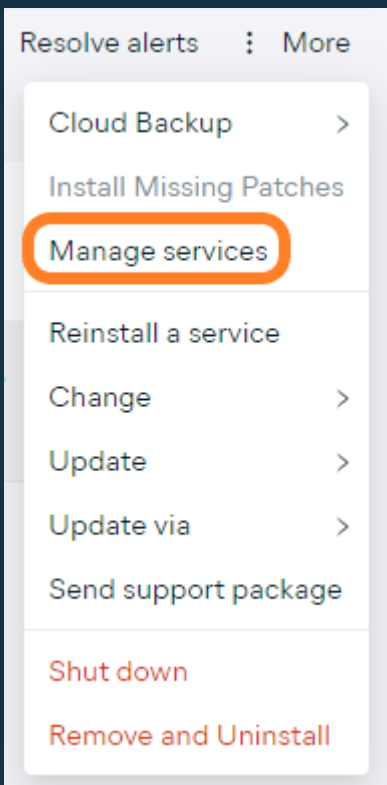 Resolve alerts ⋮ More
Cloud Backup >
Install Missing Patches
Manage services
Reinstall a service
Change >
Update >
Update via >
Send support package
Shut down
Remove and Uninstall